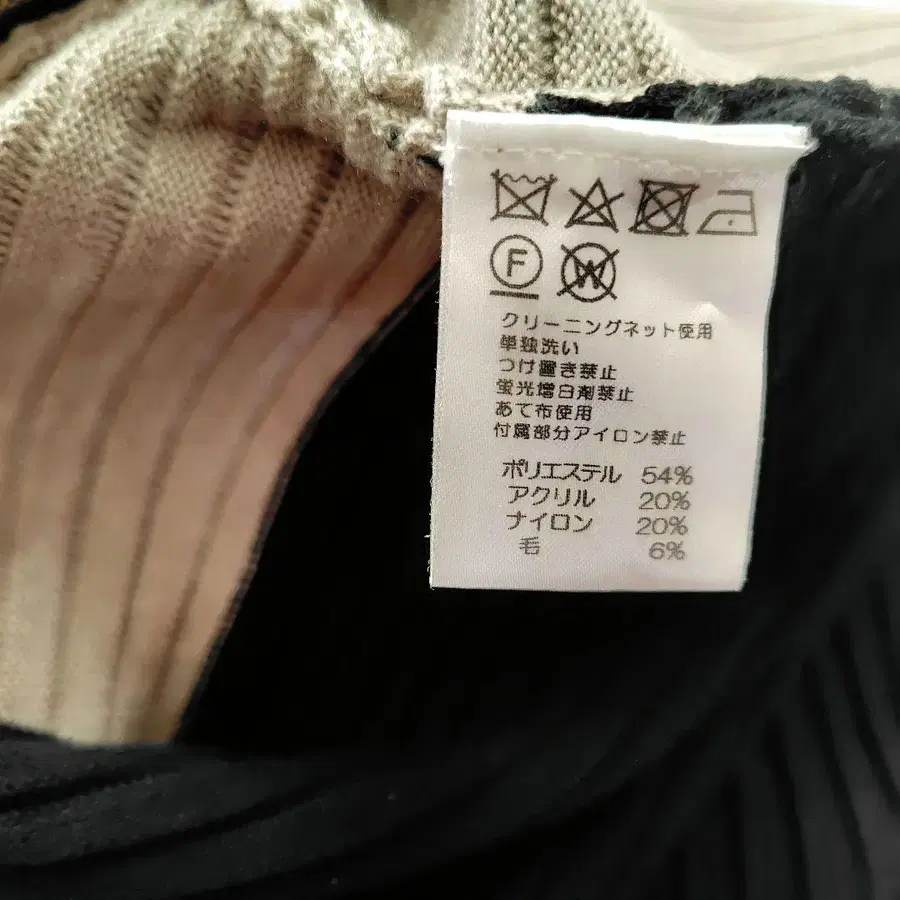 F W
クリーニングネット使用
単独洗い
つけ置き禁止
蛍光増白剤禁止
あて布使用
付属部分アイロン禁止
ポリエステル 54%
アクリル 20%
ナイロン 20%
毛 6%